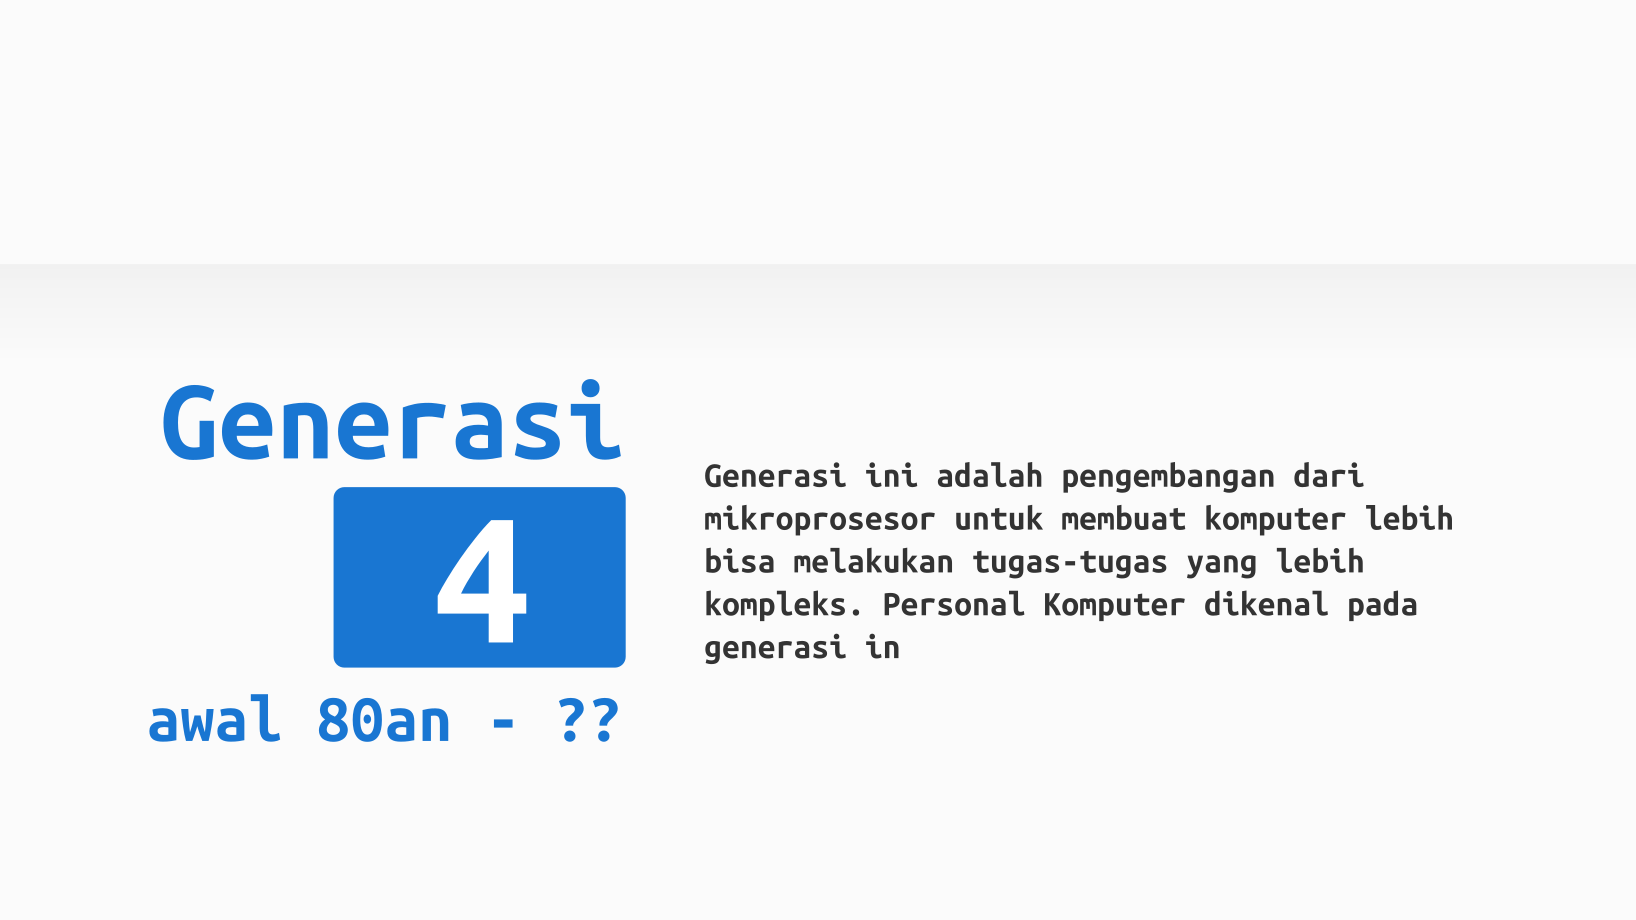 Generasi
4
awal 80an - ??
Generasi ini adalah pengembangan dari
mikroprosesor untuk membuat komputer lebih
bisa melakukan tugas-tugas yang lebih
kompleks. Personal Komputer dikenal pada
generasi in